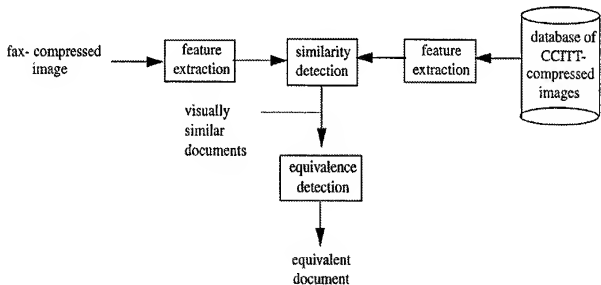 fax- compressed
image
feature
extraction
similarity
detection
feature
extraction
database of
CCITT-
compressed
images
visually
similar
documents
equivalence
detection
equivalent
document